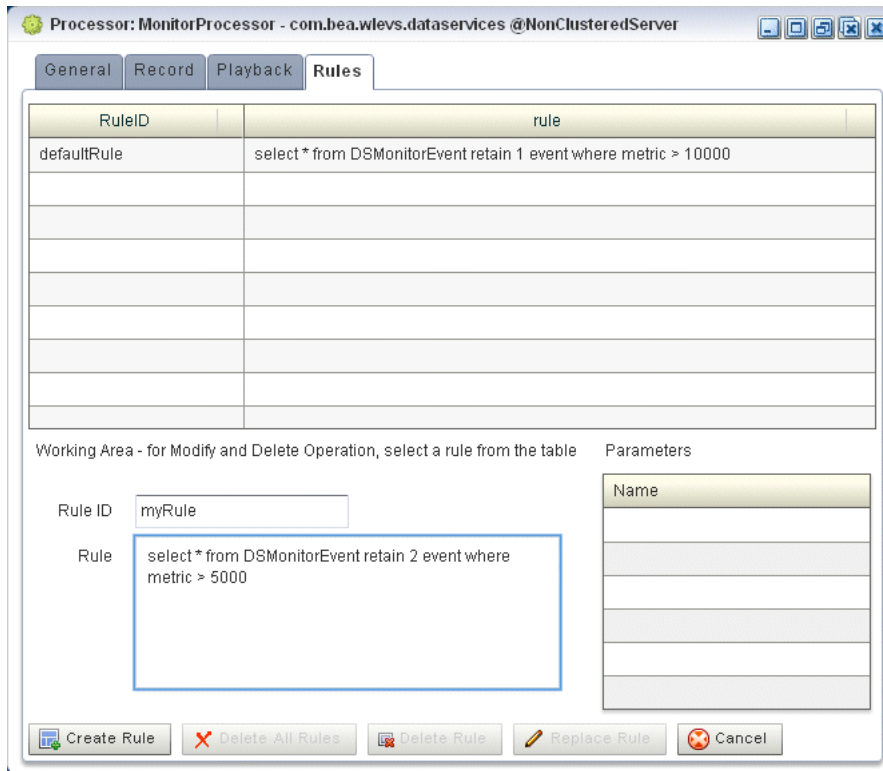 Processor: MonitorProcessor - com.bea.wlevs.dataservices @NonClusteredServer
General Record Playback Rules
RuleID rule
defaultRule select * from DSMonitorEvent retain 1 event where metric > 10000
Working Area - for Modify and Delete Operation, select a rule from the table Parameters
Name
Rule ID myRule
Rule select * from DSMonitorEvent retain 2 event where
metric > 5000
Create Rule Delete All Rules Delete Rule Replace Rule Cancel